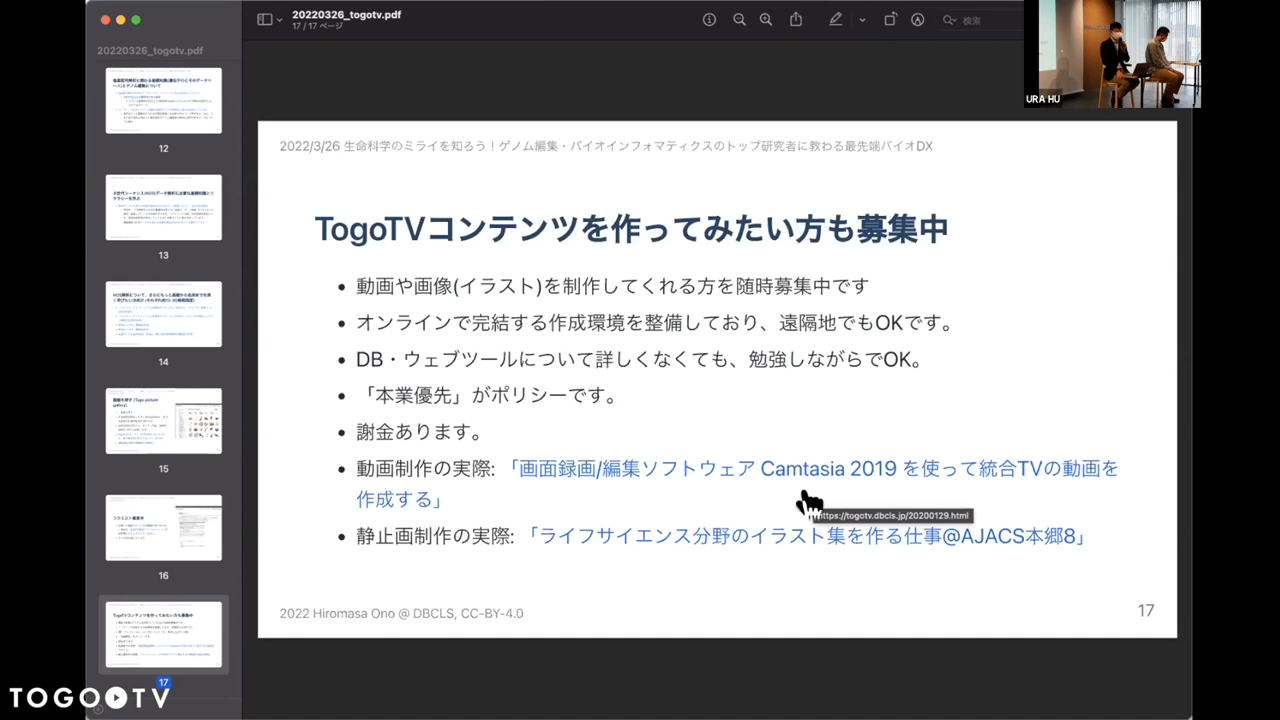 20220326_togotv.pdf
17 / 17 ページ
検索
20220326_togotv.pdf
12
13
14
15
16
17
URA HU
2022/3/26 生命科学のミライを知ろう！ゲノム編集・バイオインフォマティクスのトップ研究者に教わる最先端バイオDX
TogoTVコンテンツを作ってみたい方も募集中
• 動画や画像(イラスト)を制作してくれる方を随時募集中です
• オンラインで完結する作成環境を整備しており、遠隔地でもOKです。
• DB・ウェブツールについて詳しくなくても、勉強しながらでOK。
• 「本業優先」がポリシーです。
• 謝金あります。
• 動画制作の実際: 「画面録画/編集ソフトウェア Camtasia 2019 を使って統合TVの動画を
作成する」
https://togotv.dbcls.jp/20200129.html
• 静止画制作の実際: 「ライフサイエンス分野のイラスト集を作る仕事@AJACS本郷8」
2022 Hiromasa Ono @ DBCLS, CC-BY-4.0
17
TOGOTV